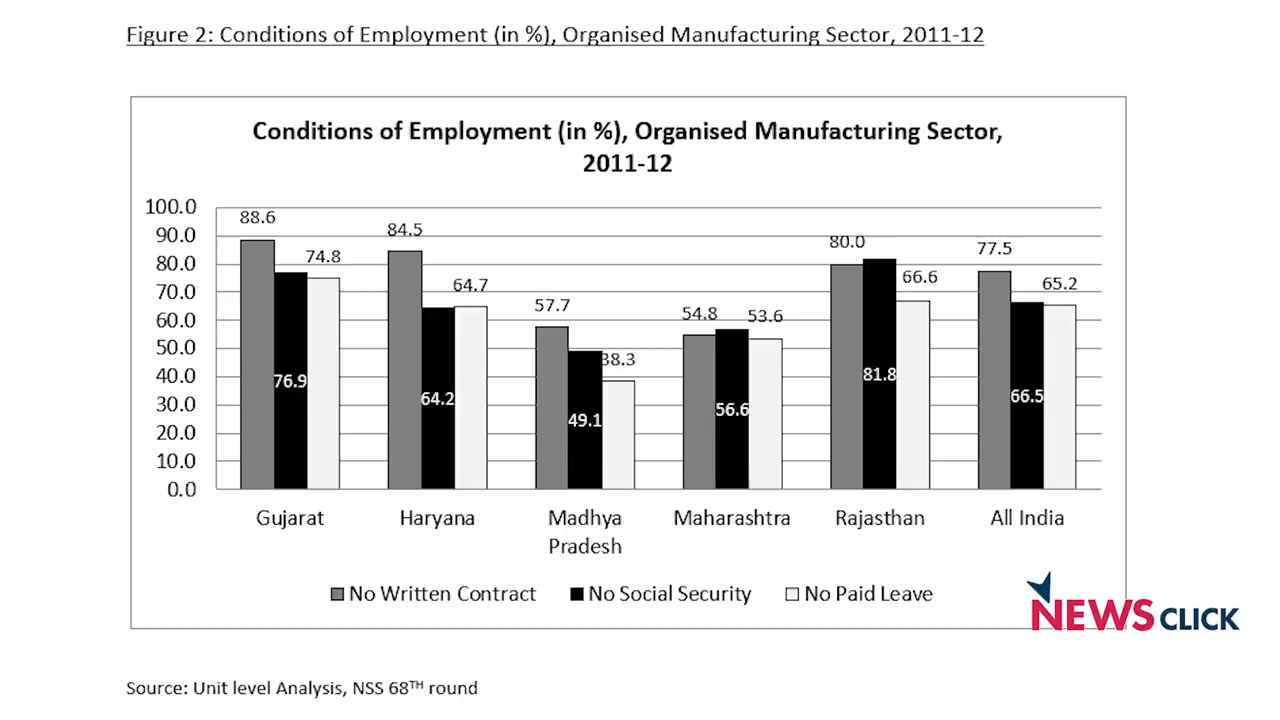 Figure 2: Conditions of Employment (in %), Organised Manufacturing Sector, 2011-12
Conditions of Employment (in %), Organised Manufacturing Sector,
2011-12
100.0
90.0
80.0
70.0
60.0
50.0
40.0
30.0
20.0
10.0
0.0
88.6
76.9
74.8
84.5
64.2
64.7
57.7
49.1
38.3
54.8
56.6
53.6
80.0
81.8
66.6
77.5
66.5
65.2
Gujarat
Haryana
Madhya
Pradesh
Maharashtra
Rajasthan
All India
No Written Contract
No Social Security
No Paid Leave
NEWS CLICK
Source: Unit level Analysis, NSS 68TH round